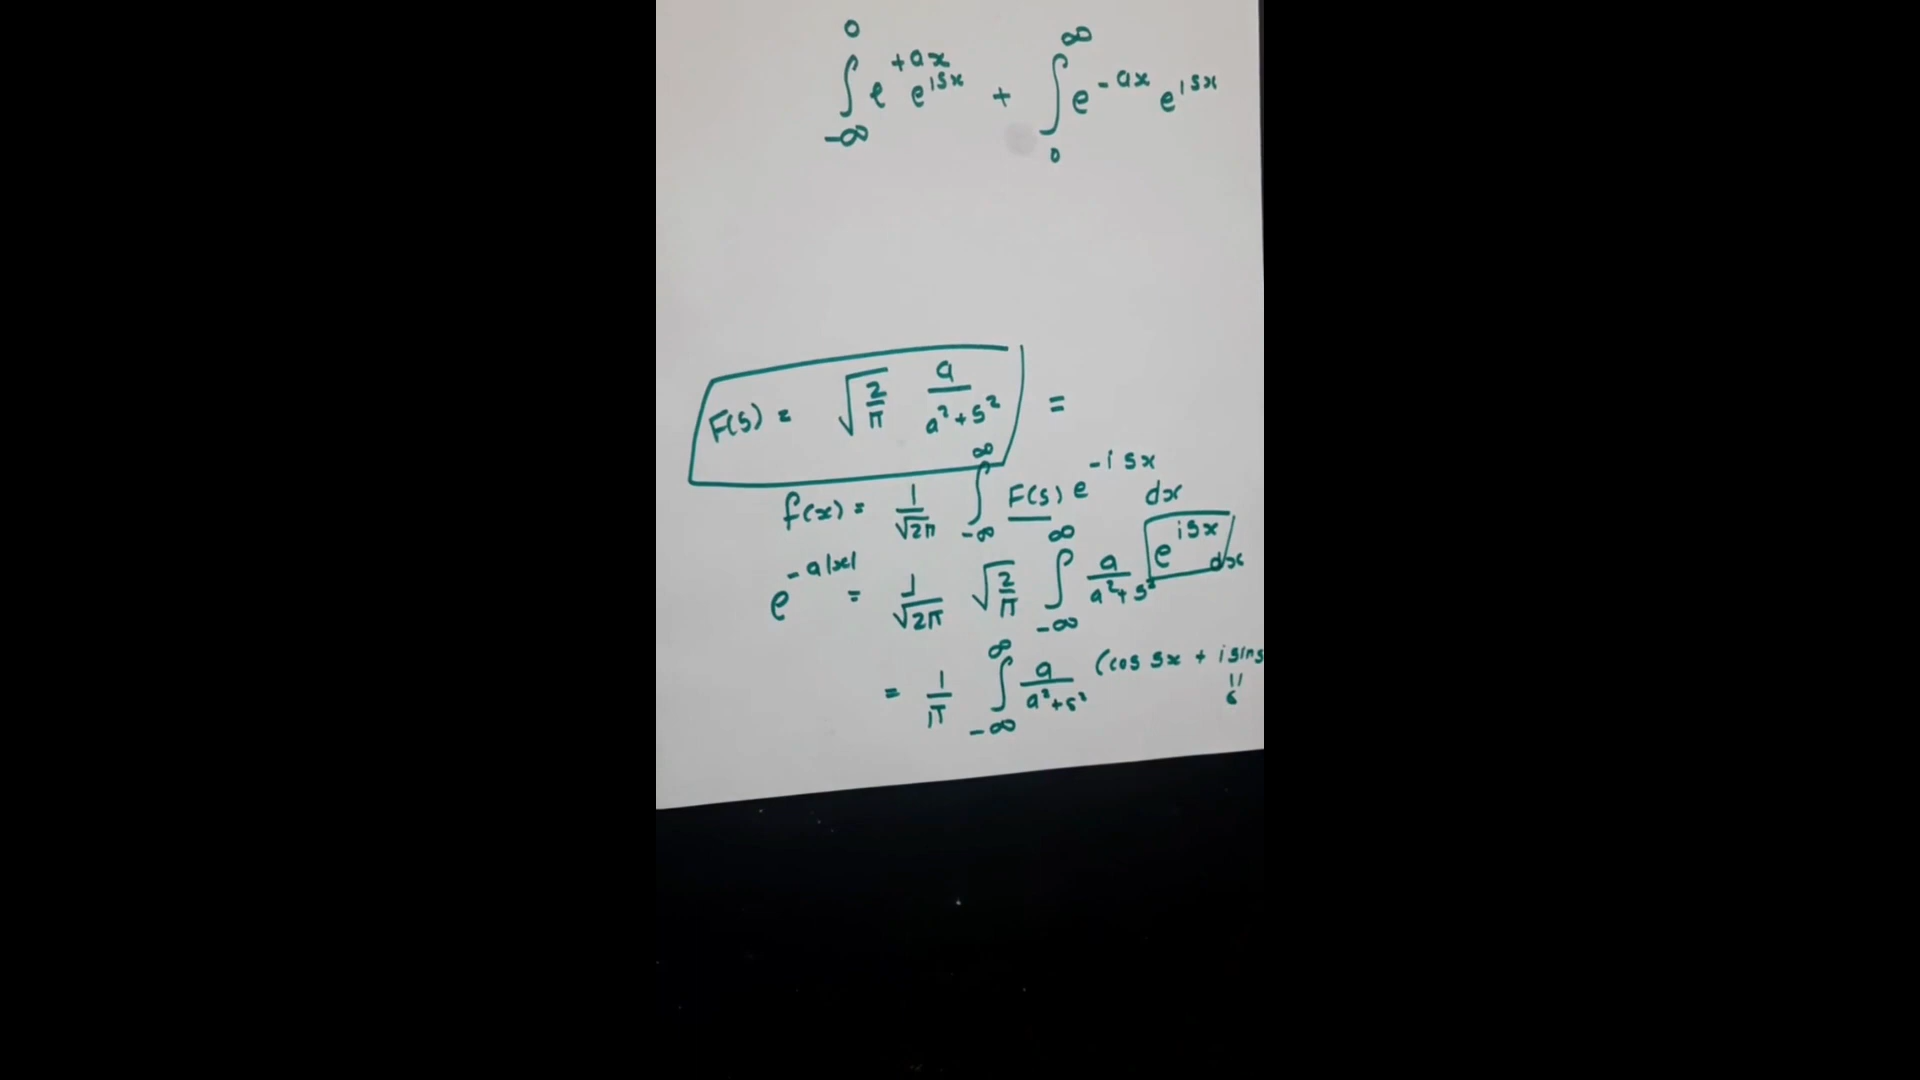 ∫_{-∞}^{0} e^{+ax} e^{isx} + ∫_{0}^{∞} e^{-ax} e^{isx}
F(s) = √(2/π) a/(a²+s²) =
f(x) = 1/√(2π) ∫_{-∞}^{∞} F(s) e^{-isx} dx
e^{-a|x|} = 1/√(2π) √(2/π) ∫_{-∞}^{∞} a/(a²+s²) e^{isx} dx
= 1/π ∫_{-∞}^{∞} a/(a²+s²) (cos sx + i sin s